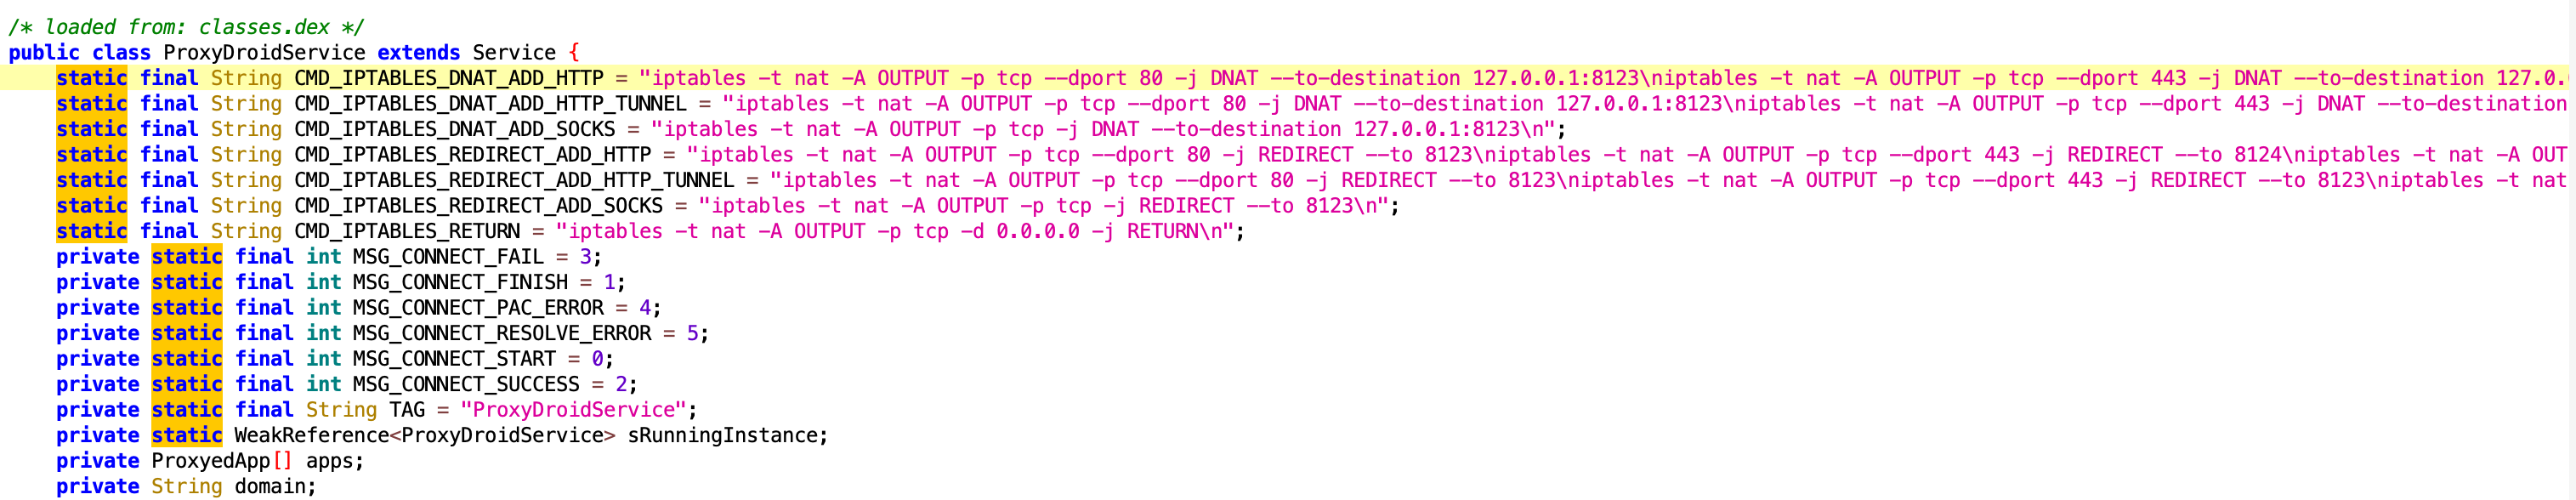 /* loaded from: classes.dex */
public class ProxyDroidService extends Service {
static final String CMD_IPTABLES_DNAT_ADD_HTTP = "iptables -t nat -A OUTPUT -p tcp --dport 80 -j DNAT --to-destination 127.0.0.1:8123\niptables -t nat -A OUTPUT -p tcp --dport 443 -j DNAT --to-destination 127.0.
static final String CMD_IPTABLES_DNAT_ADD_HTTP_TUNNEL = "iptables -t nat -A OUTPUT -p tcp --dport 80 -j DNAT --to-destination 127.0.0.1:8123\niptables -t nat -A OUTPUT -p tcp --dport 443 -j DNAT --to-destination
static final String CMD_IPTABLES_DNAT_ADD_SOCKS = "iptables -t nat -A OUTPUT -p tcp -j DNAT --to-destination 127.0.0.1:8123\n";
static final String CMD_IPTABLES_REDIRECT_ADD_HTTP = "iptables -t nat -A OUTPUT -p tcp --dport 80 -j REDIRECT --to 8123\niptables -t nat -A OUTPUT -p tcp --dport 443 -j REDIRECT --to 8124\niptables -t nat -A OUT
static final String CMD_IPTABLES_REDIRECT_ADD_HTTP_TUNNEL = "iptables -t nat -A OUTPUT -p tcp --dport 80 -j REDIRECT --to 8123\niptables -t nat -A OUTPUT -p tcp --dport 443 -j REDIRECT --to 8123\niptables -t nat
static final String CMD_IPTABLES_REDIRECT_ADD_SOCKS = "iptables -t nat -A OUTPUT -p tcp -j REDIRECT --to 8123\n";
static final String CMD_IPTABLES_RETURN = "iptables -t nat -A OUTPUT -p tcp -d 0.0.0.0 -j RETURN\n";
private static final int MSG_CONNECT_FAIL = 3;
private static final int MSG_CONNECT_FINISH = 1;
private static final int MSG_CONNECT_PAC_ERROR = 4;
private static final int MSG_CONNECT_RESOLVE_ERROR = 5;
private static final int MSG_CONNECT_START = 0;
private static final int MSG_CONNECT_SUCCESS = 2;
private static final String TAG = "ProxyDroidService";
private static WeakReference<ProxyDroidService> sRunningInstance;
private ProxyedApp[] apps;
private String domain;